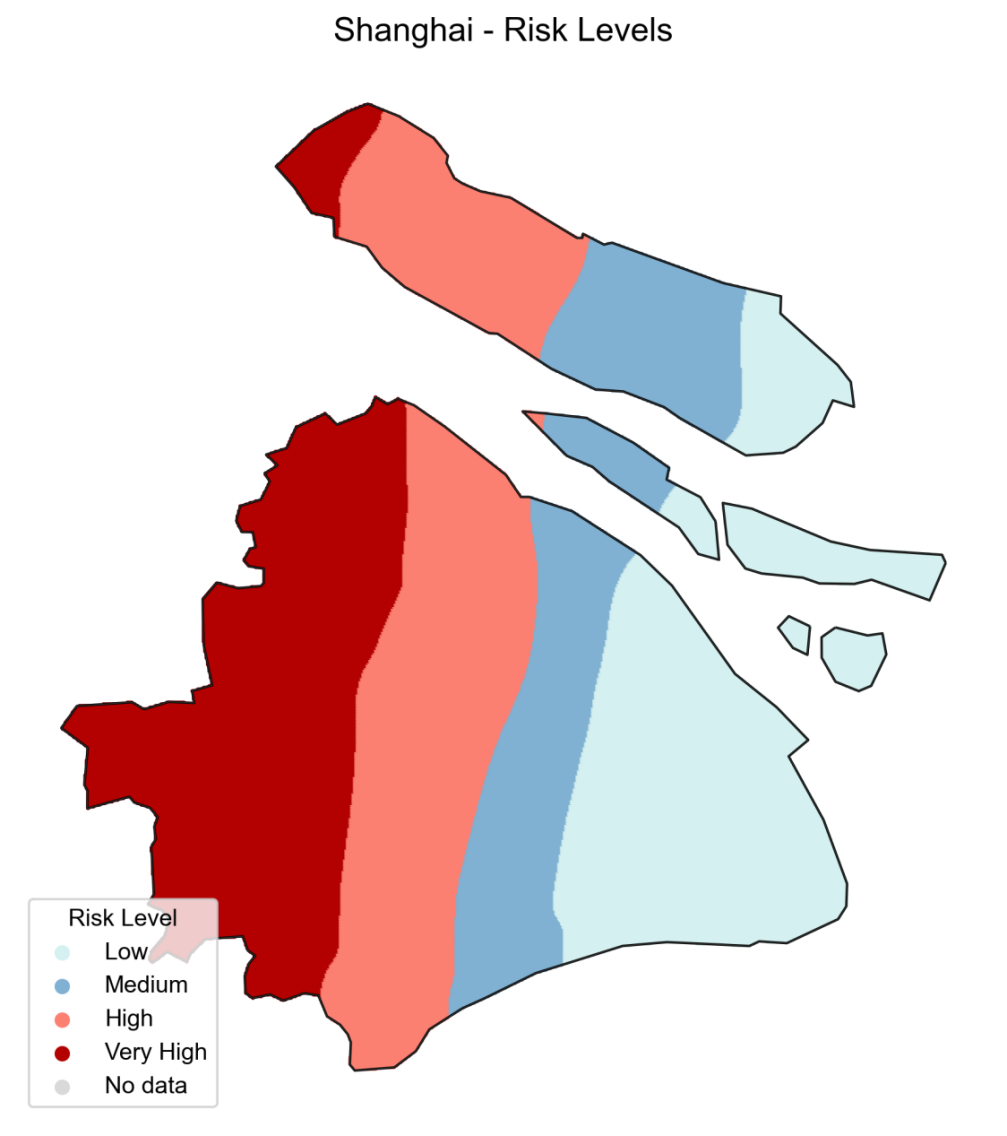 Shanghai - Risk Levels
Risk Level
Low
Medium
High
Very High
No data